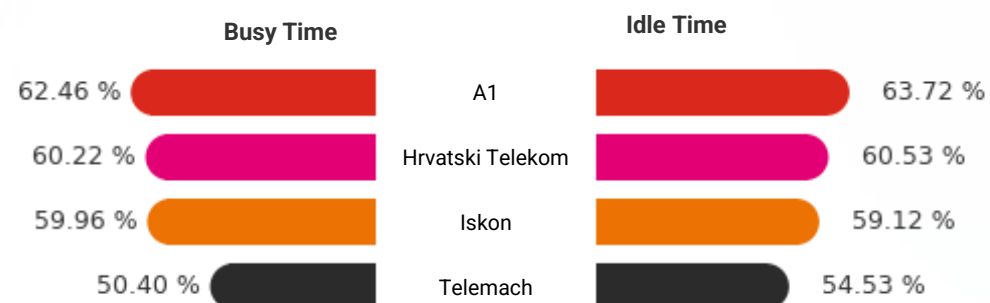 Busy Time
Idle Time
62.46 % A1 63.72 %
60.22 % Hrvatski Telekom 60.53 %
59.96 % Iskon 59.12 %
50.40 % Telemach 54.53 %